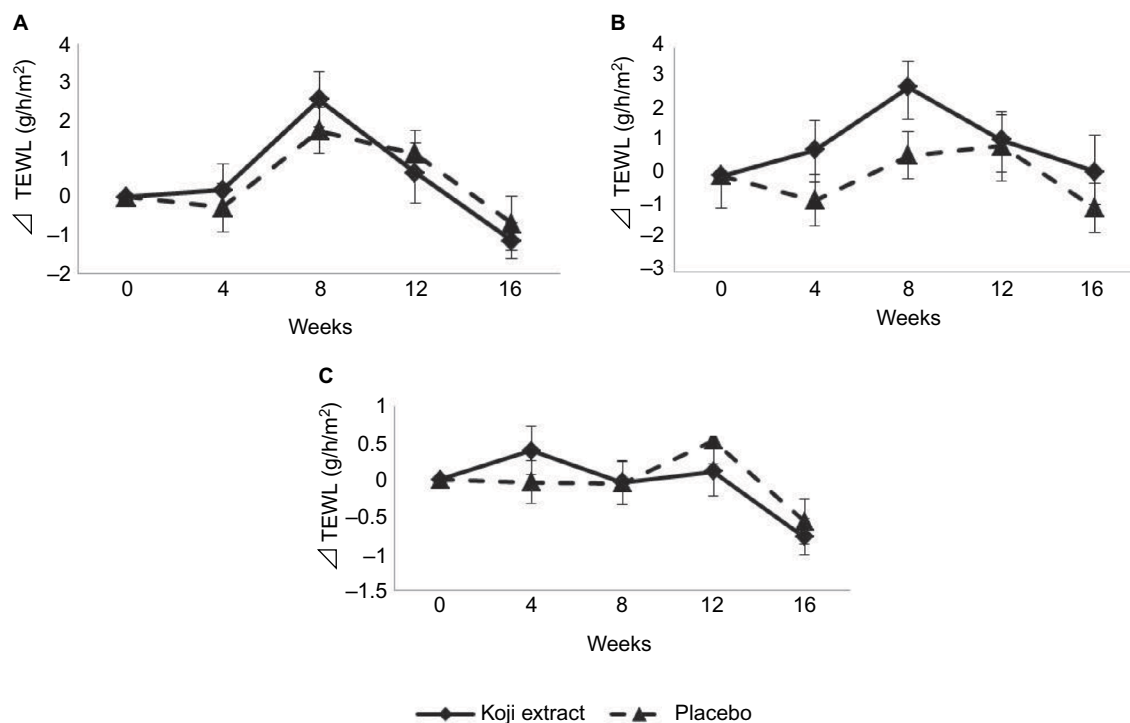 A
⊿ TEWL (g/h/m²)
4
3
2
1
0
–1
–2
0 4 8 12 16
Weeks
B
⊿ TEWL (g/h/m²)
4
3
2
1
0
–1
–2
–3
0 4 8 12 16
Weeks
C
⊿ TEWL (g/h/m²)
1
0.5
0
–0.5
–1
–1.5
0 4 8 12 16
Weeks
Koji extract Placebo